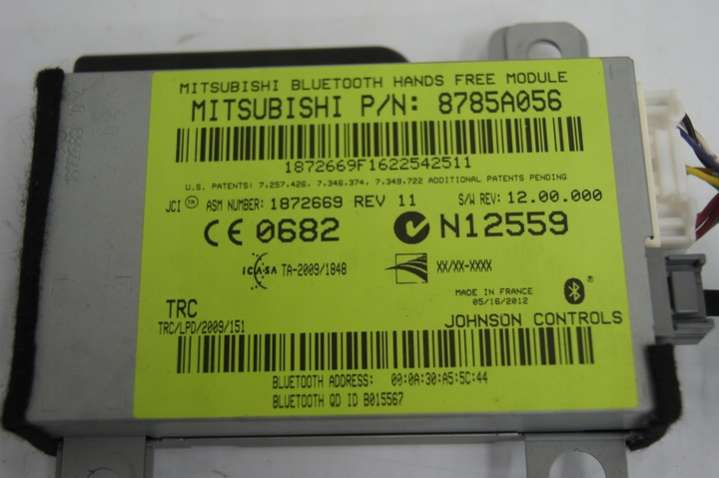 MITSUBISHI BLUETOOTH HANDS FREE MODULE
MITSUBISHI P/N: 8785A056
1872669F1622542511
U.S. PATENTS: 7,257,426, 7,346,374, 7,349,722 ADDITIONAL PATENTS PENDING
JCI TM ASM NUMBER: 1872669 REV 11 S/W REV: 12.00.000
CE 0682 N12559
ICASA TA-2009/1848 XX/XX-XXXX
MADE IN FRANCE
05/16/2012
TRC
TRC/LPD/2009/151
JOHNSON CONTROLS
BLUETOOTH ADDRESS: 00:0A:30:A5:5C:44
BLUETOOTH QD ID B015567